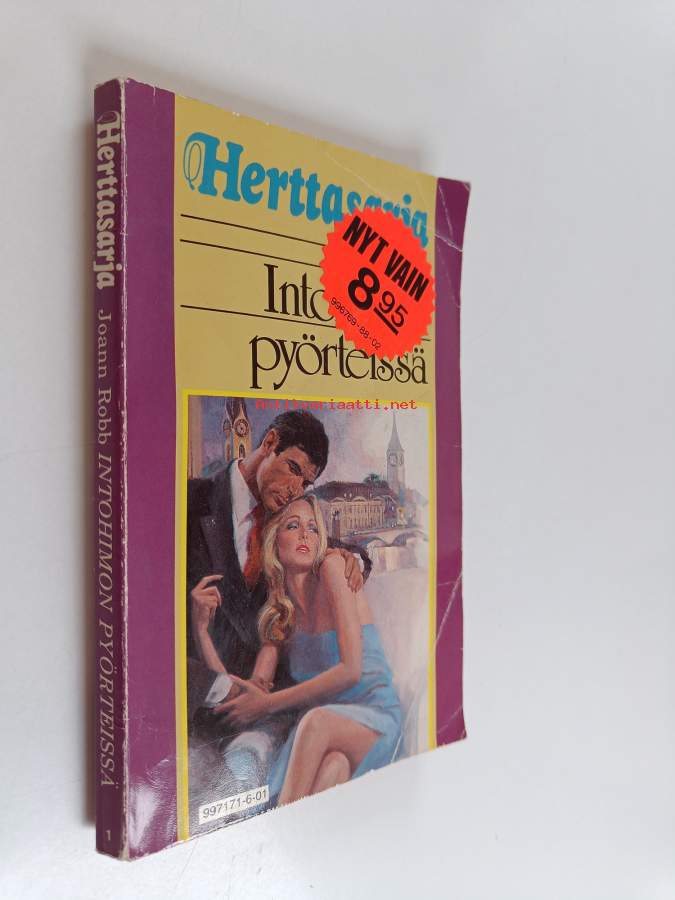 Herttasarja
Joann Robb INTOHIMON PYÖRTEISSÄ
1
Herttasarja
NYT VAIN
8 95
996769-88-02
Into
pyörteissä
antikvariaatti.net
997171-6-01